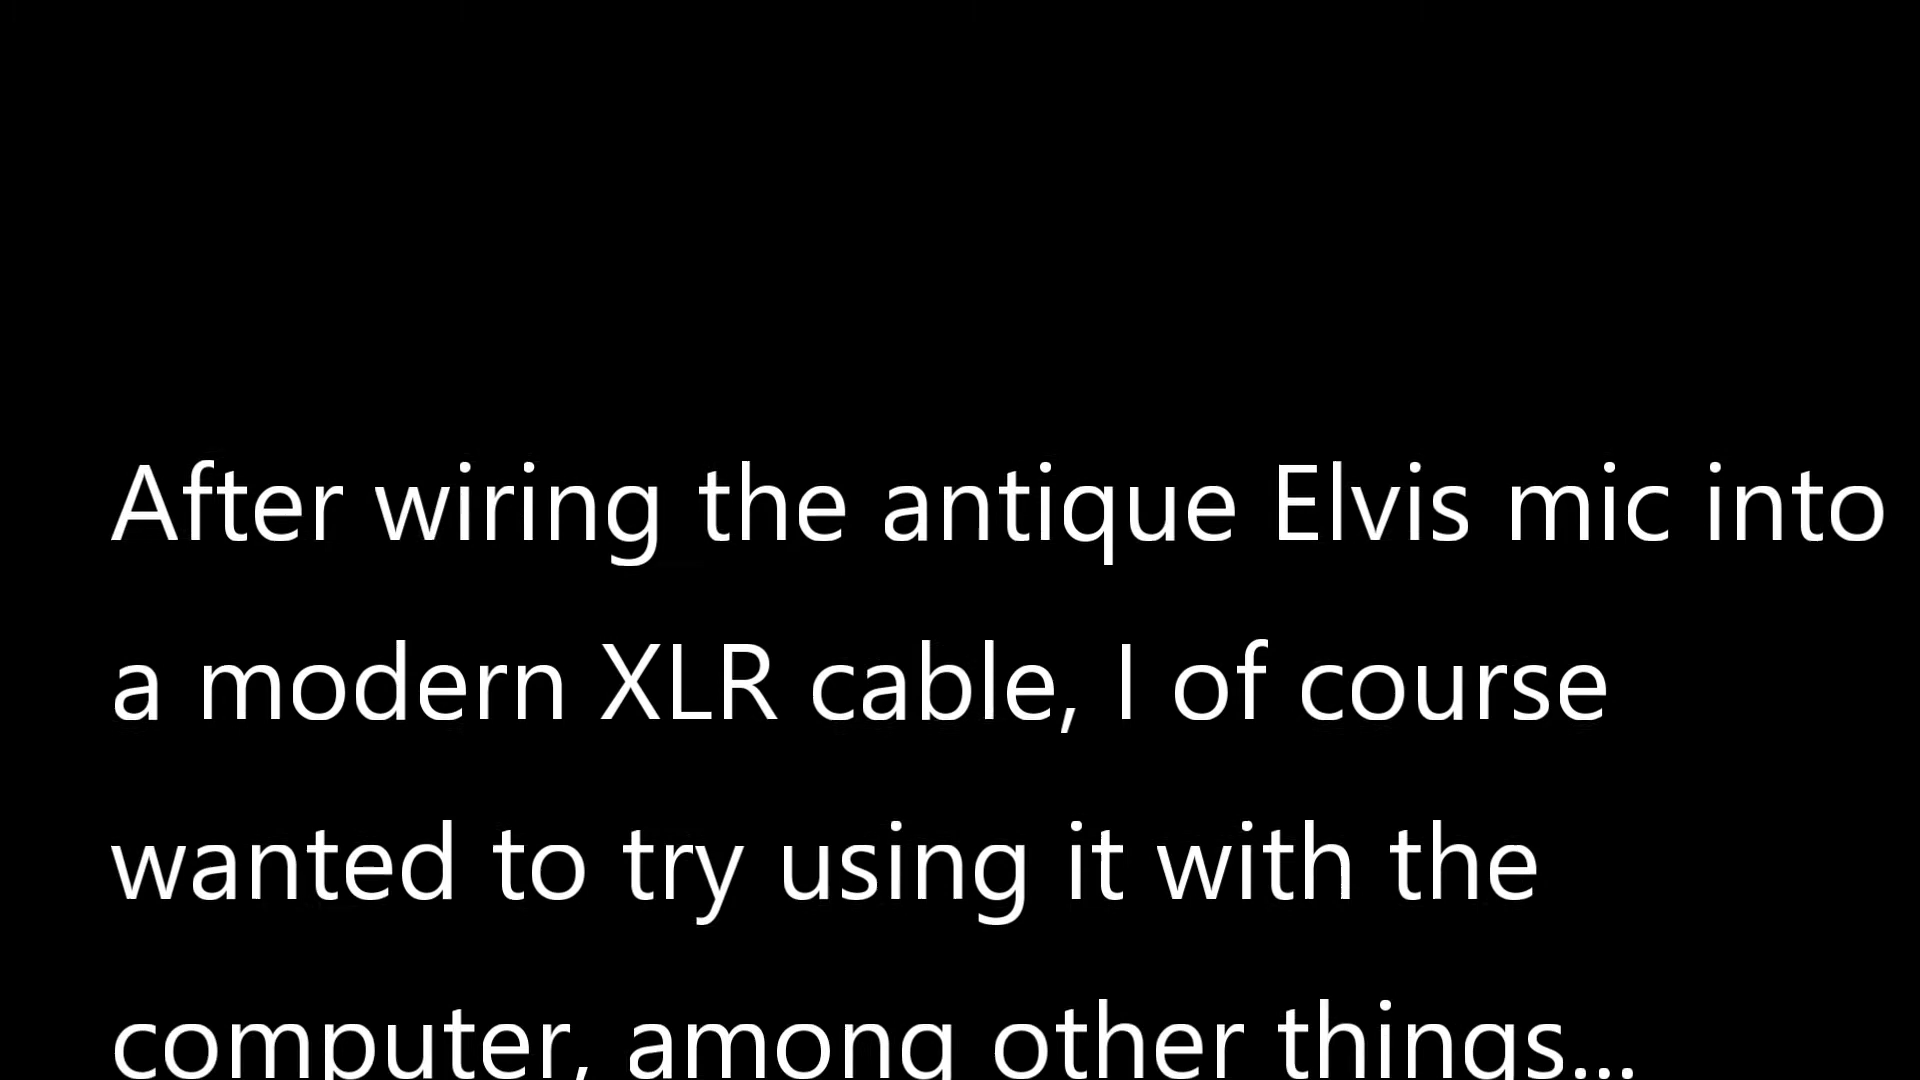 After wiring the antique Elvis mic into
a modern XLR cable, I of course
wanted to try using it with the
computer, among other things...